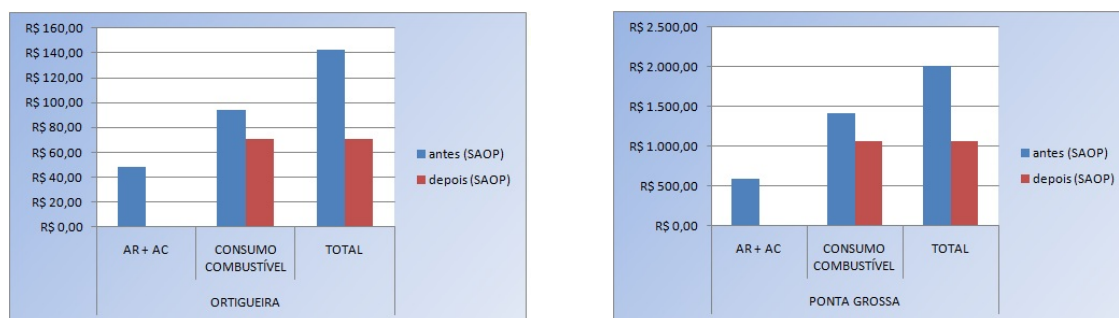 R$ 160,00
R$ 140,00
R$ 120,00
R$ 100,00
R$ 80,00
R$ 60,00
R$ 40,00
R$ 20,00
R$ 0,00
AR + AC
CONSUMO
COMBUSTÍVEL
TOTAL
ORTIGUEIRA
antes (SAOP)
depois (SAOP)
R$ 2.500,00
R$ 2.000,00
R$ 1.500,00
R$ 1.000,00
R$ 500,00
R$ 0,00
AR + AC
CONSUMO
COMBUSTÍVEL
TOTAL
PONTA GROSSA
antes (SAOP)
depois (SAOP)